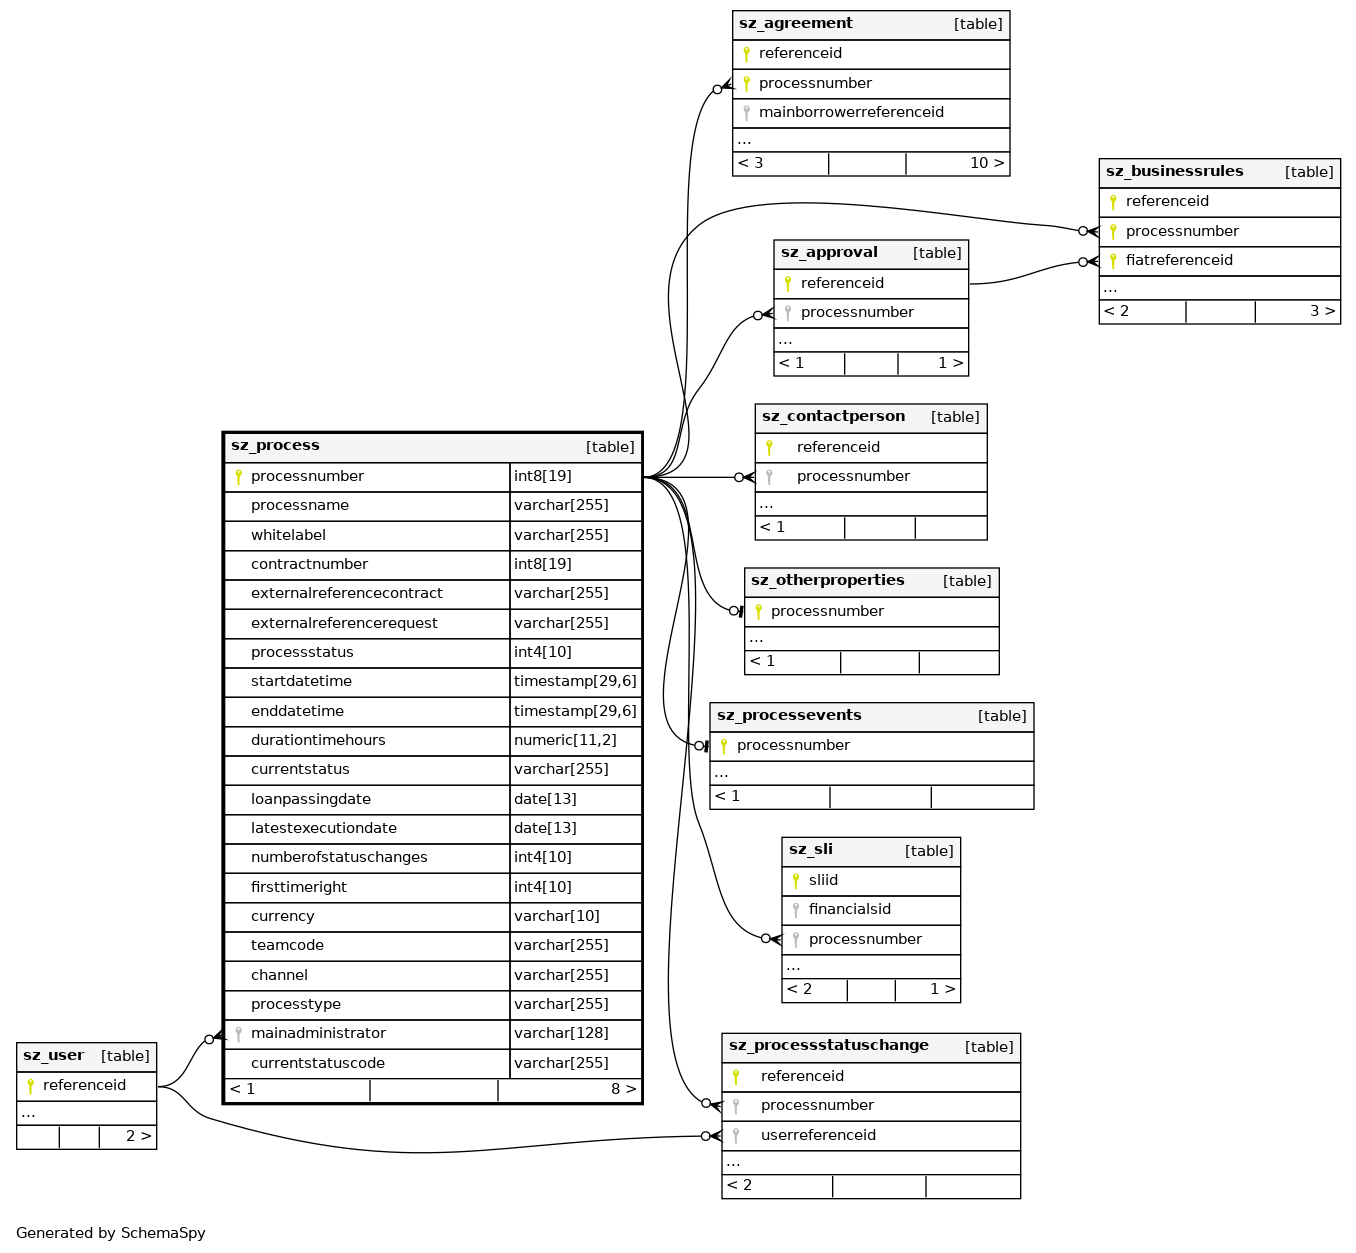 sz_agreement [table]
referenceid
processnumber
mainborrowerreferenceid
...
< 3 10 >
sz_businessrules [table]
referenceid
processnumber
fiatreferenceid
...
< 2 3 >
sz_approval [table]
referenceid
processnumber
...
< 1 1 >
sz_contactperson [table]
referenceid
processnumber
...
< 1
sz_process [table]
processnumber int8[19]
processname varchar[255]
whitelabel varchar[255]
contractnumber int8[19]
externalreferencecontract varchar[255]
externalreferencerequest varchar[255]
processstatus int4[10]
startdatetime timestamp[29,6]
enddatetime timestamp[29,6]
durationtimehours numeric[11,2]
currentstatus varchar[255]
loanpassingdate date[13]
latestexecutiondate date[13]
numberofstatuschanges int4[10]
firsttimeright int4[10]
currency varchar[10]
teamcode varchar[255]
channel varchar[255]
processtype varchar[255]
mainadministrator varchar[128]
currentstatuscode varchar[255]
< 1 8 >
sz_otherproperties [table]
processnumber
...
< 1
sz_processevents [table]
processnumber
...
< 1
sz_sli [table]
sliid
financialsid
processnumber
...
< 2 1 >
sz_user [table]
referenceid
...
2 >
sz_processstatuschange [table]
referenceid
processnumber
userreferenceid
...
< 2
Generated by SchemaSpy